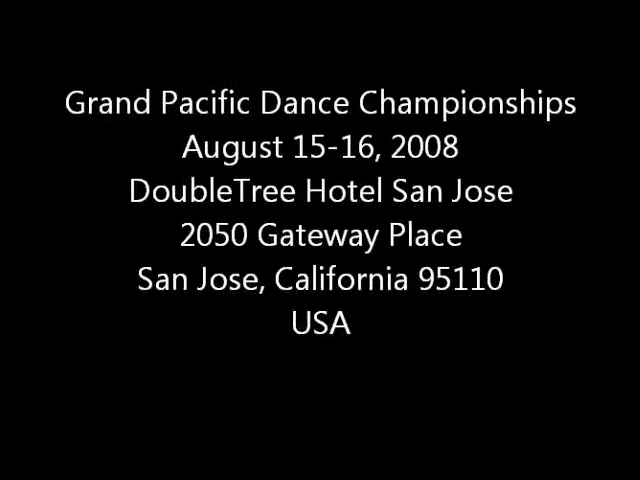 Grand Pacific Dance Championships
August 15-16, 2008
DoubleTree Hotel San Jose
2050 Gateway Place
San Jose, California 95110
USA